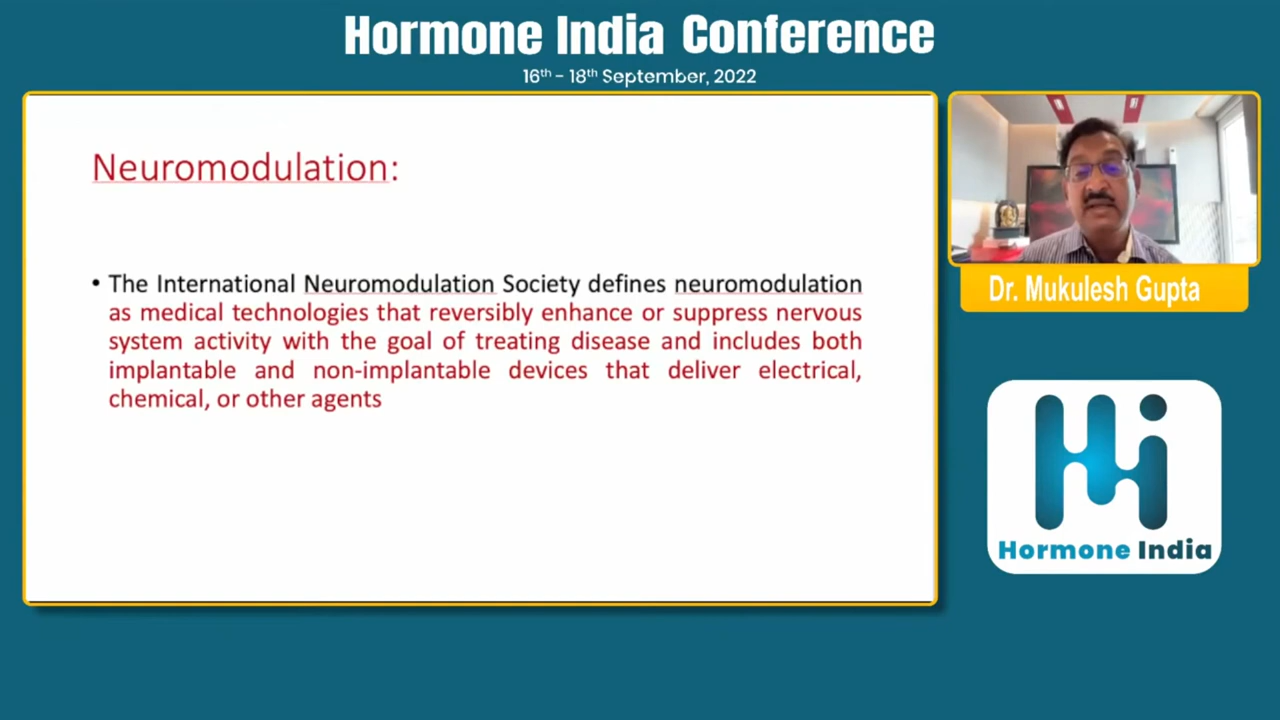 Hormone India Conference
16th - 18th September, 2022
Neuromodulation:
• The International Neuromodulation Society defines neuromodulation
as medical technologies that reversibly enhance or suppress nervous
system activity with the goal of treating disease and includes both
implantable and non-implantable devices that deliver electrical,
chemical, or other agents
Dr. Mukulesh Gupta
Hi
Hormone India